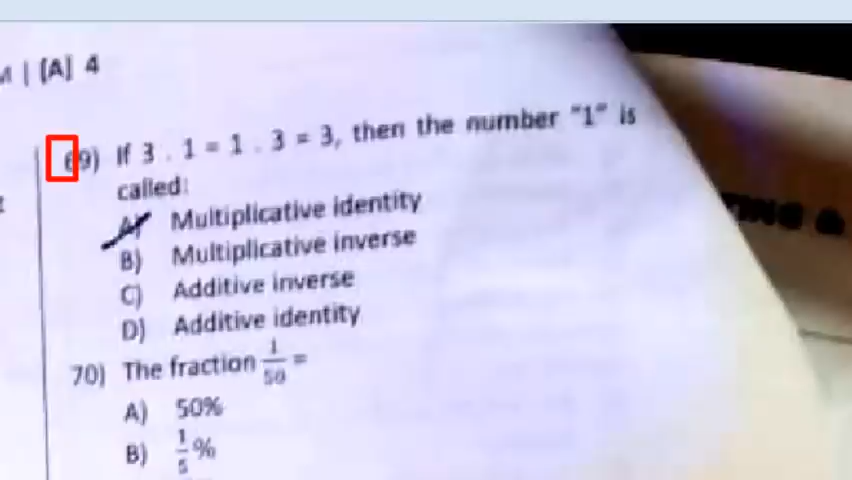 | [A] 4
69) If 3 . 1 = 1 . 3 = 3, then the number "1" is
called:
A) Multiplicative identity
B) Multiplicative inverse
C) Additive inverse
D) Additive identity
70) The fraction 1/50 =
A) 50%
B) 1/5 %